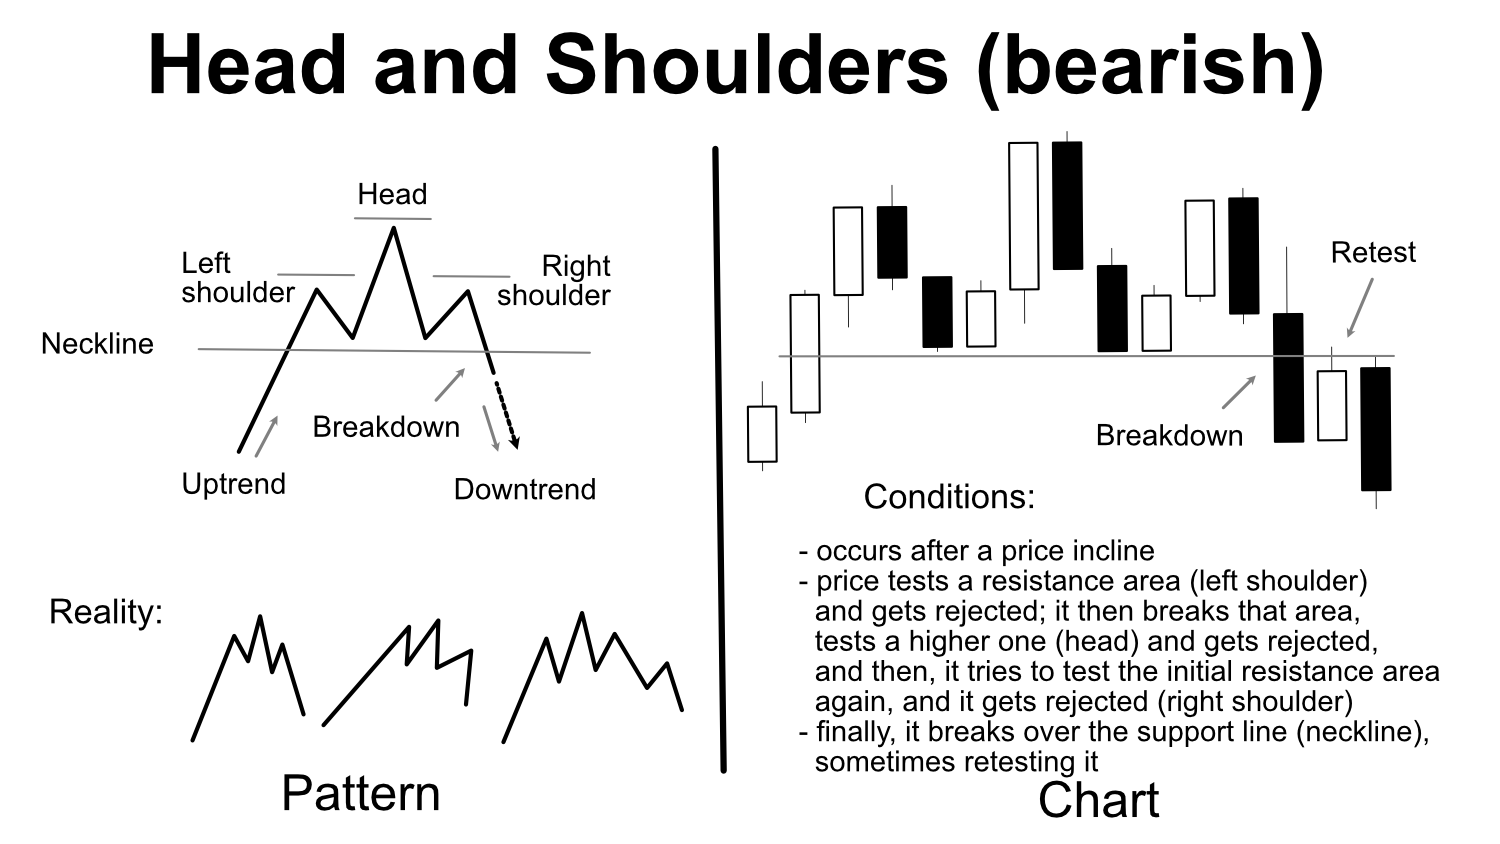 Head and Shoulders (bearish)
Head
Left
shoulder
Right
shoulder
Neckline
Breakdown
Uptrend
Downtrend
Reality:
Pattern
Retest
Breakdown
Conditions:
- occurs after a price incline
- price tests a resistance area (left shoulder)
and gets rejected; it then breaks that area,
tests a higher one (head) and gets rejected,
and then, it tries to test the initial resistance area
again, and it gets rejected (right shoulder)
- finally, it breaks over the support line (neckline),
sometimes retesting it
Chart